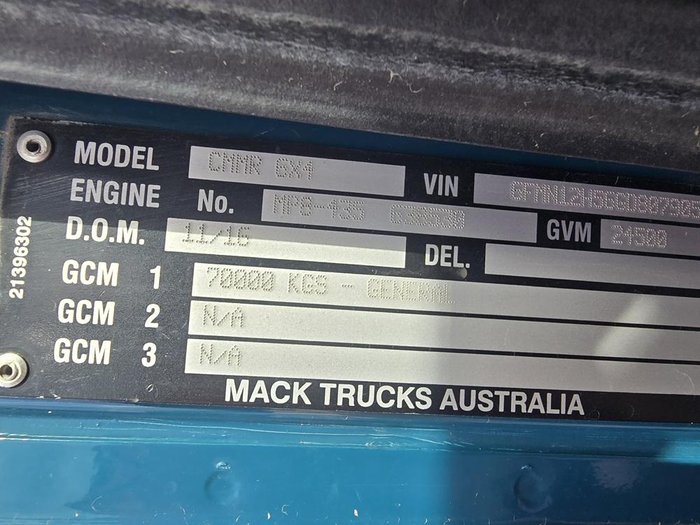 MODEL CMMR 6X4 VIN
ENGINE No. MP8-435 GVM 24500
D.O.M. 11/16 DEL.
GCM 1 70000 KGS - GENERAL
GCM 2 N/A
GCM 3 N/A
MACK TRUCKS AUSTRALIA
21396302